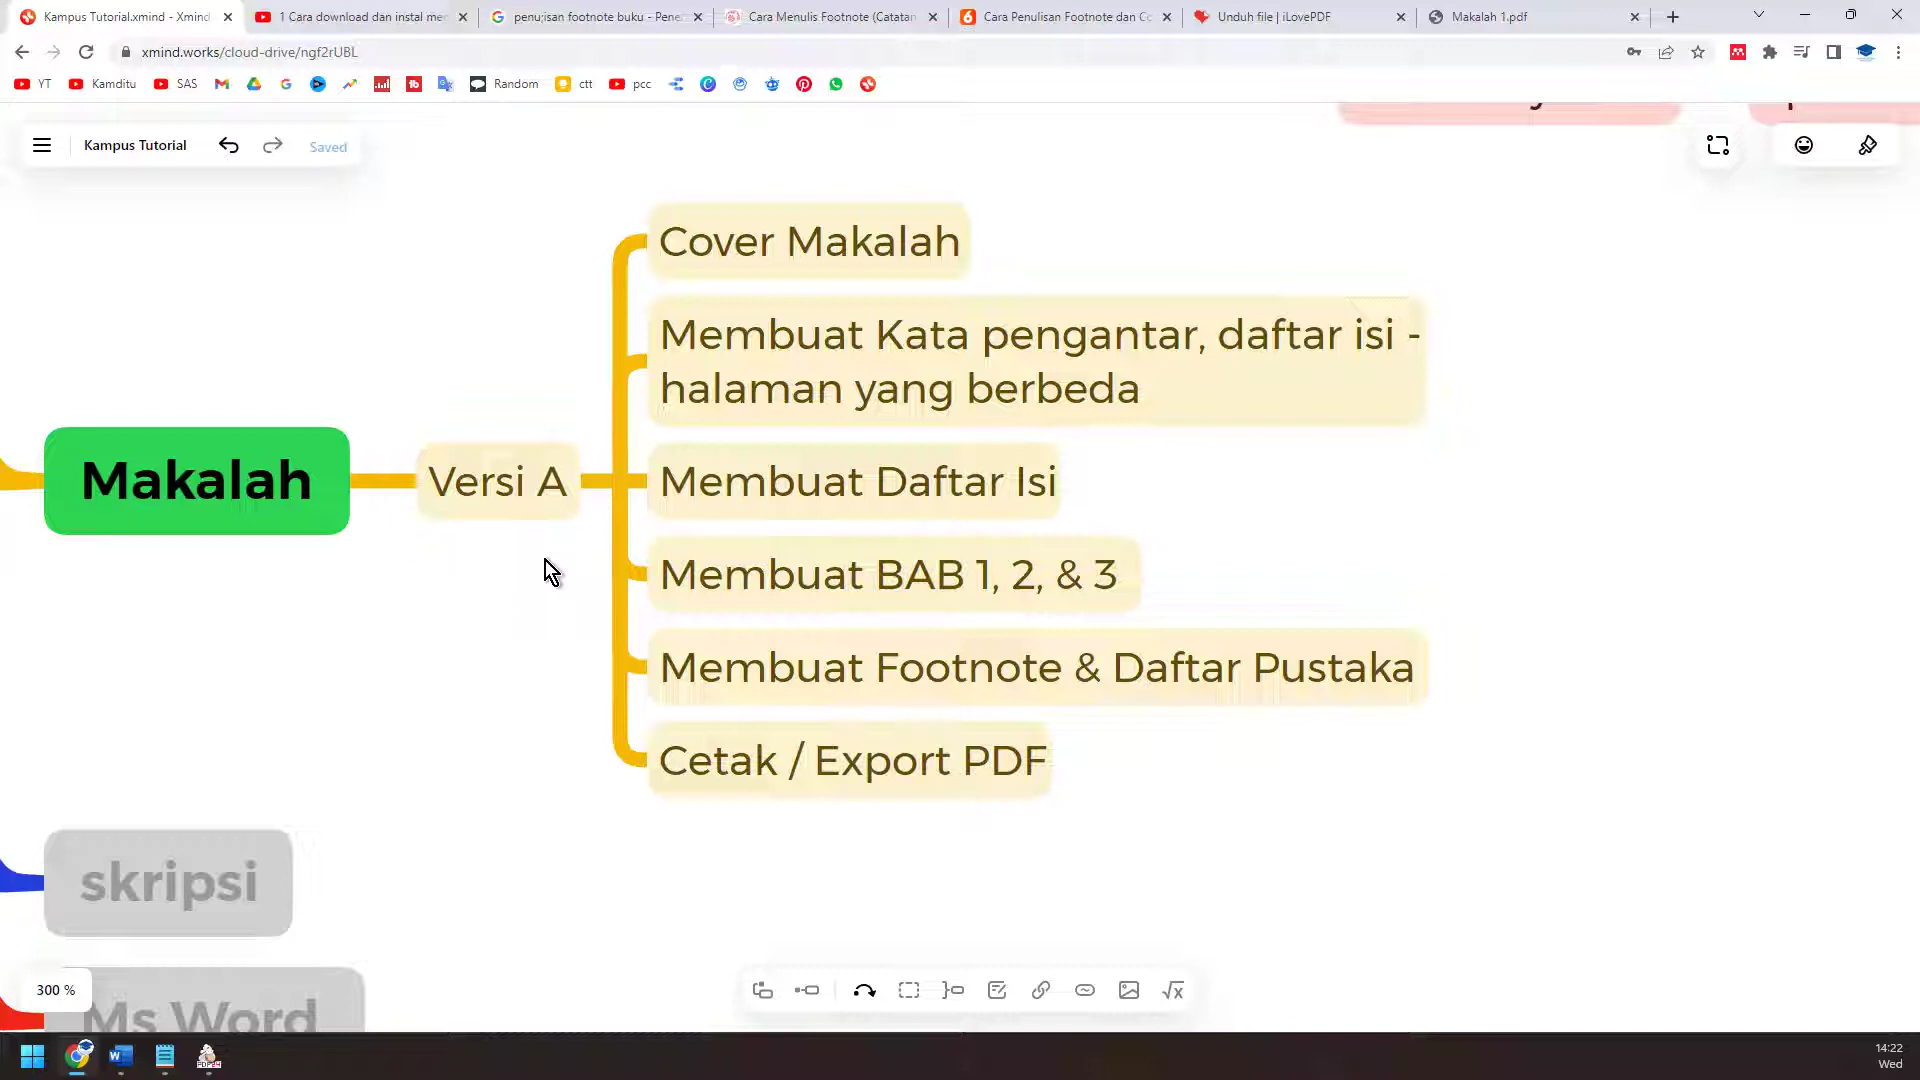 Kampus Tutorial.xmind - Xmind
1 Cara download dan instal mer
penulisan footnote buku - Pene
Cara Menulis Footnote (Catatan
Cara Penulisan Footnote dan Co
Unduh file | iLovePDF
Makalah 1.pdf
xmind.works/cloud-drive/ngf2rUBL
YT
Kamditu
SAS
Random
ctt
pcc
Kampus Tutorial
Saved
Cover Makalah
Membuat Kata pengantar, daftar isi -
halaman yang berbeda
Makalah
Versi A
Membuat Daftar Isi
Membuat BAB 1, 2, & 3
Membuat Footnote & Daftar Pustaka
Cetak / Export PDF
skripsi
300 %
Ms Word
14:22
Wed